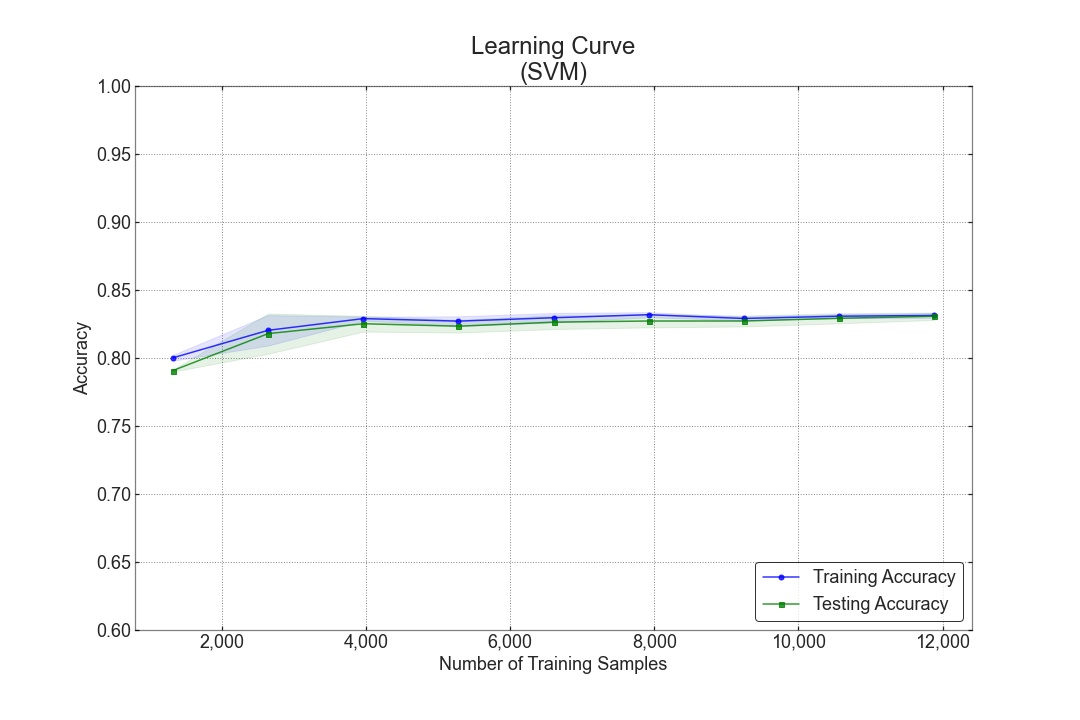 Learning Curve
(SVM)
1.00
0.95
0.90
0.85
0.80
0.75
0.70
0.65
0.60
Accuracy
Training Accuracy
Testing Accuracy
2,000 4,000 6,000 8,000 10,000 12,000
Number of Training Samples